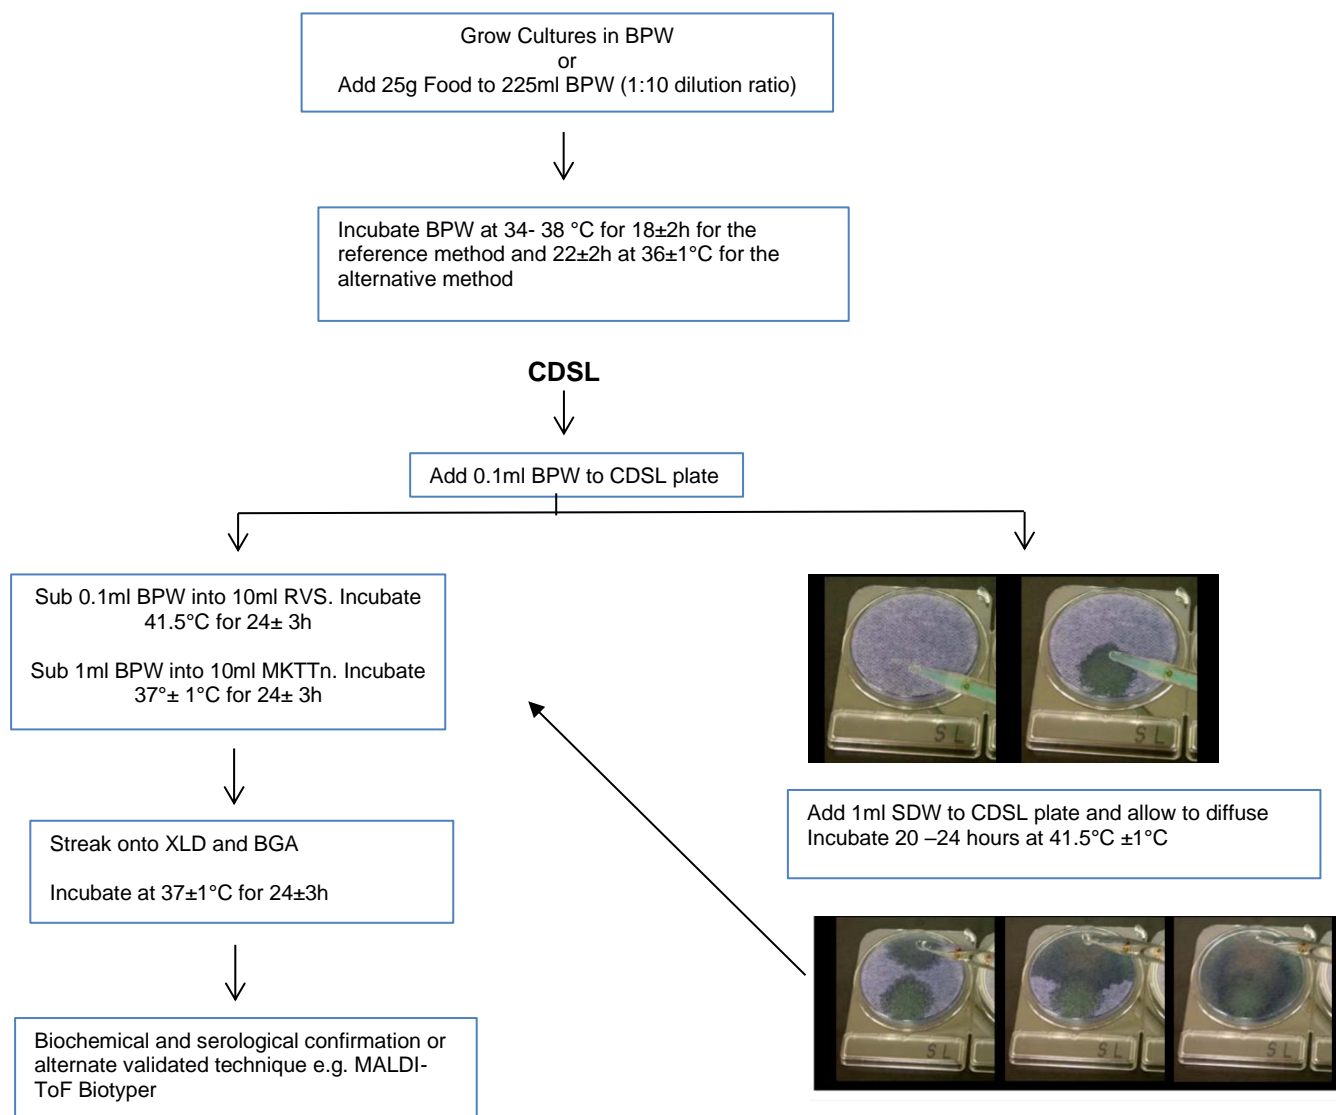 Grow Cultures in BPW
or
Add 25g Food to 225ml BPW (1:10 dilution ratio)
Incubate BPW at 34- 38 °C for 18±2h for the
reference method and 22±2h at 36±1°C for the
alternative method
CDSL
Add 0.1ml BPW to CDSL plate
Sub 0.1ml BPW into 10ml RVS. Incubate
41.5°C for 24± 3h
Sub 1ml BPW into 10ml MKTTn. Incubate
37°± 1°C for 24± 3h
SL
SL
Add 1ml SDW to CDSL plate and allow to diffuse
Incubate 20 –24 hours at 41.5°C ±1°C
Streak onto XLD and BGA
Incubate at 37±1°C for 24±3h
SL
SL
SL
Biochemical and serological confirmation or
alternate validated technique e.g. MALDI-
ToF Biotyper